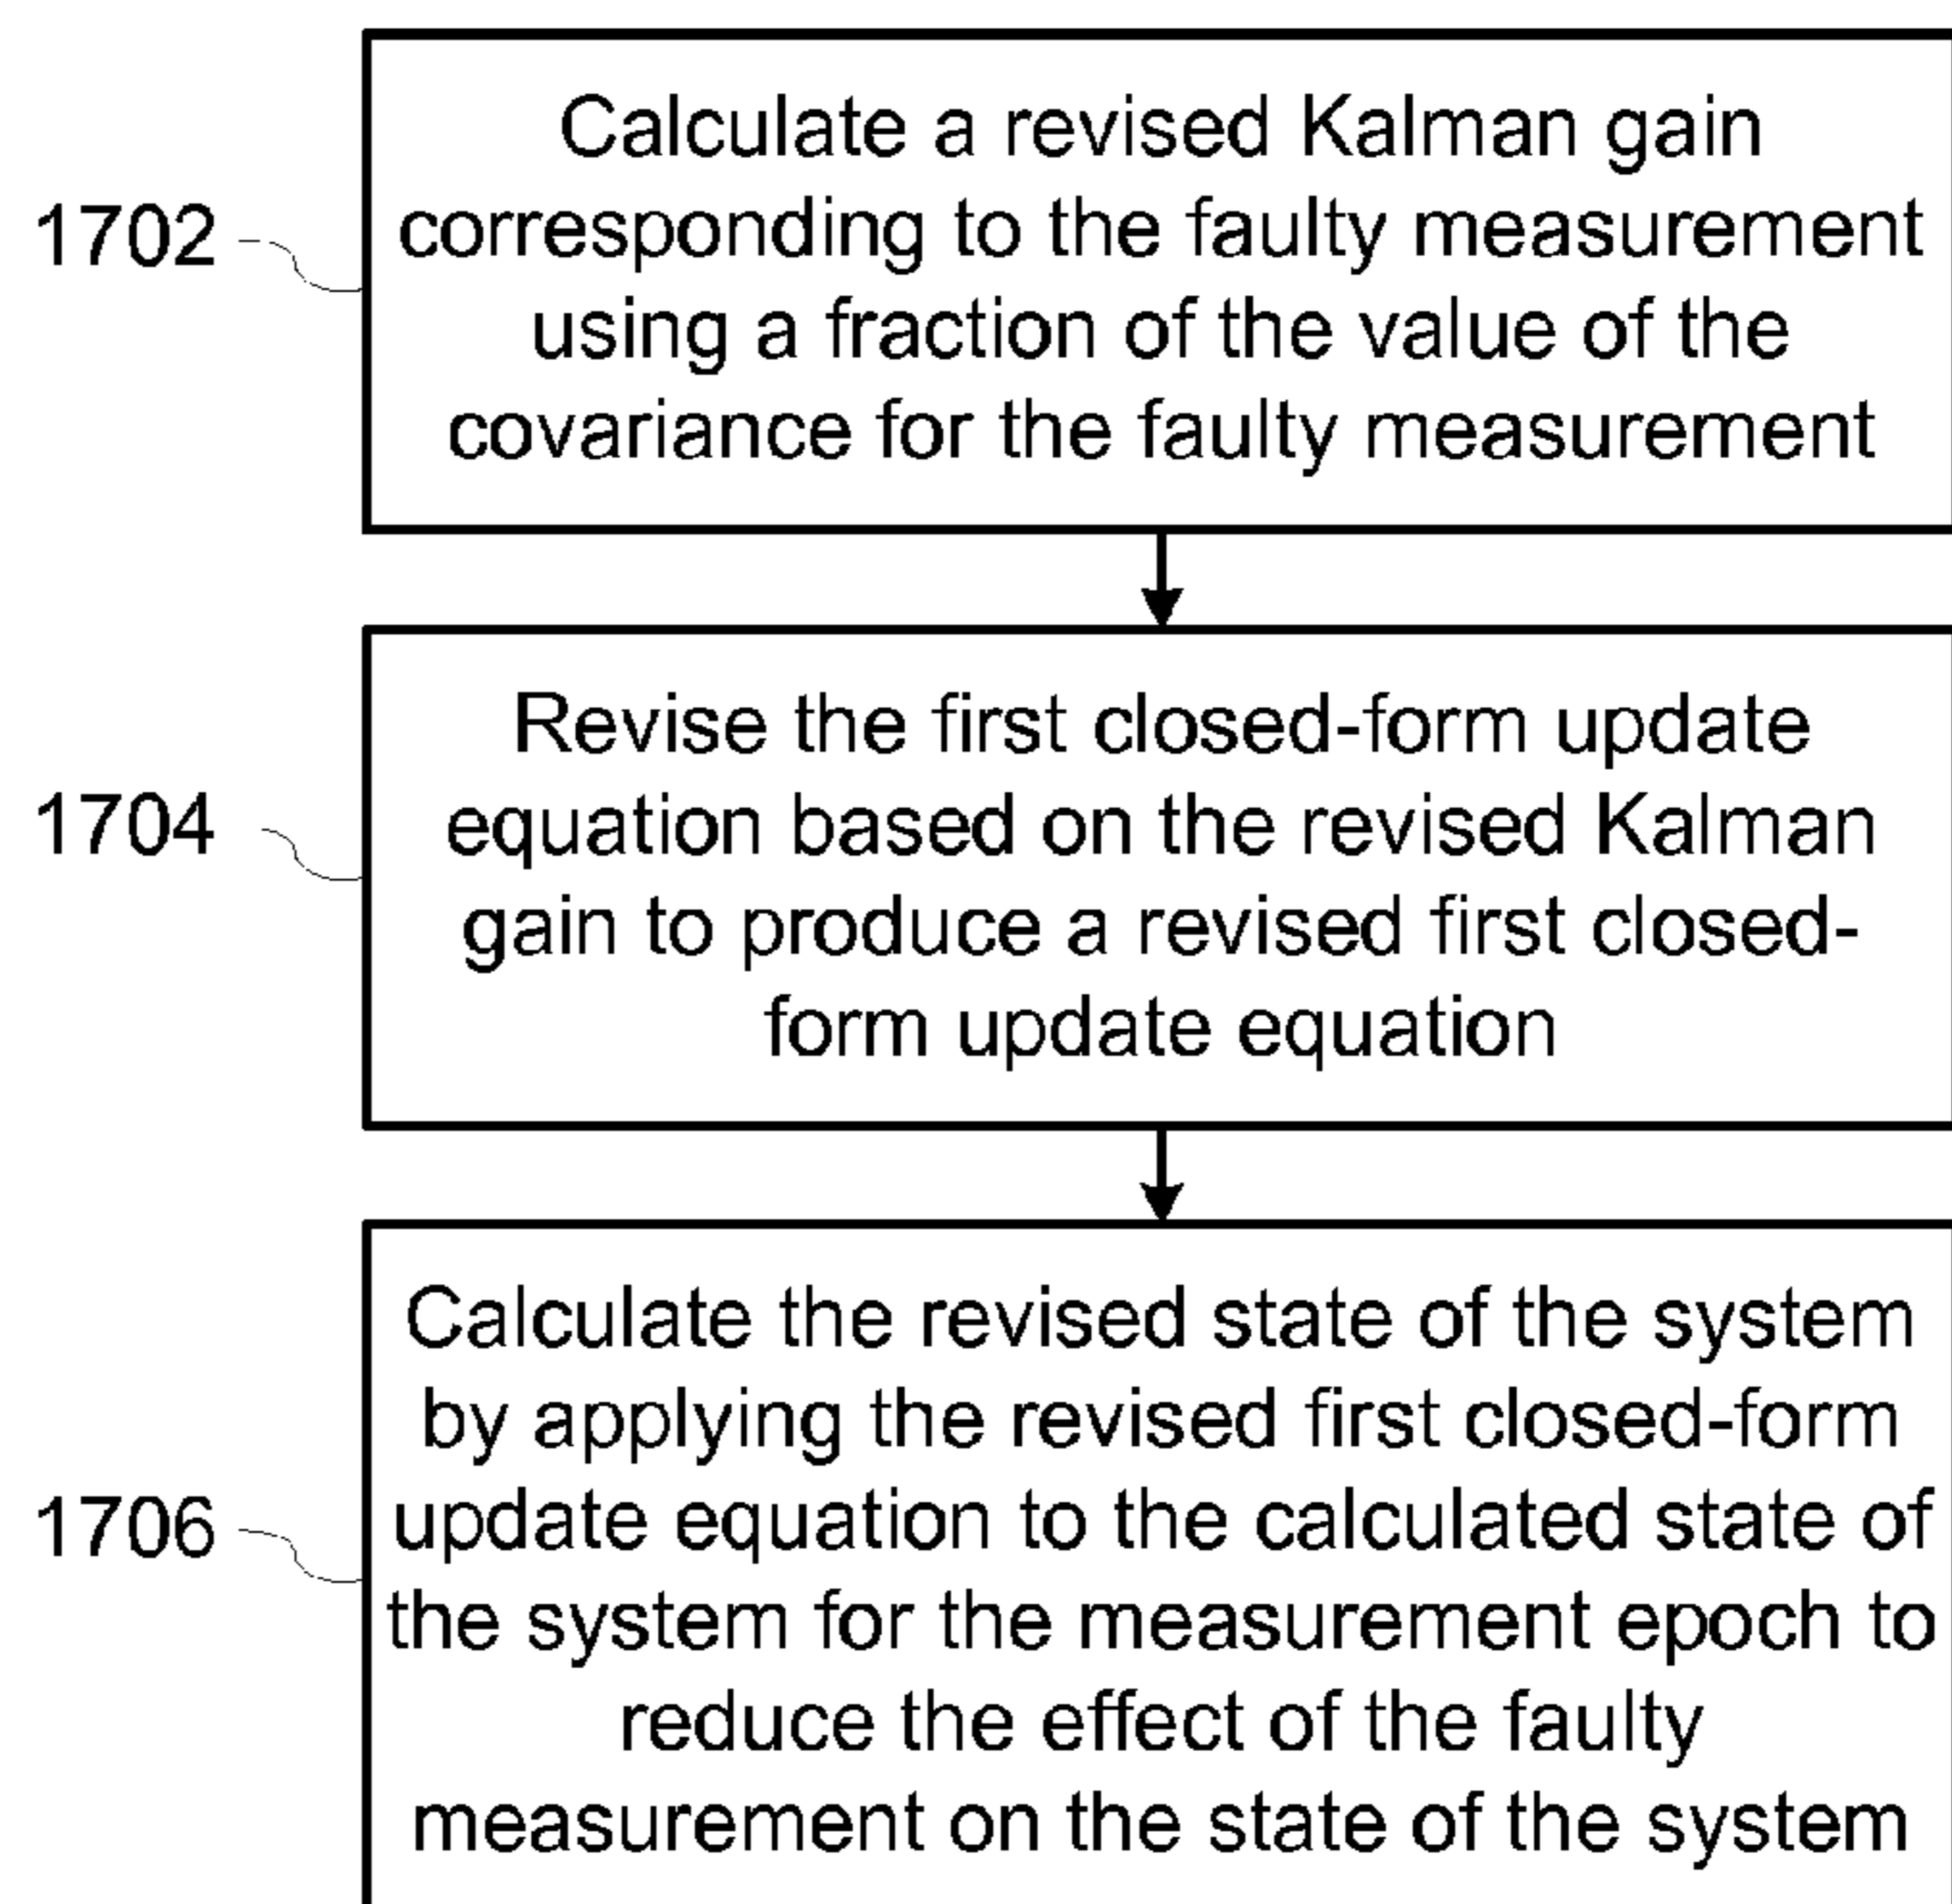 1702
Calculate a revised Kalman gain
corresponding to the faulty measurement
using a fraction of the value of the
covariance for the faulty measurement
1704
Revise the first closed-form update
equation based on the revised Kalman
gain to produce a revised first closed-
form update equation
1706
Calculate the revised state of the system
by applying the revised first closed-form
update equation to the calculated state of
the system for the measurement epoch to
reduce the effect of the faulty
measurement on the state of the system